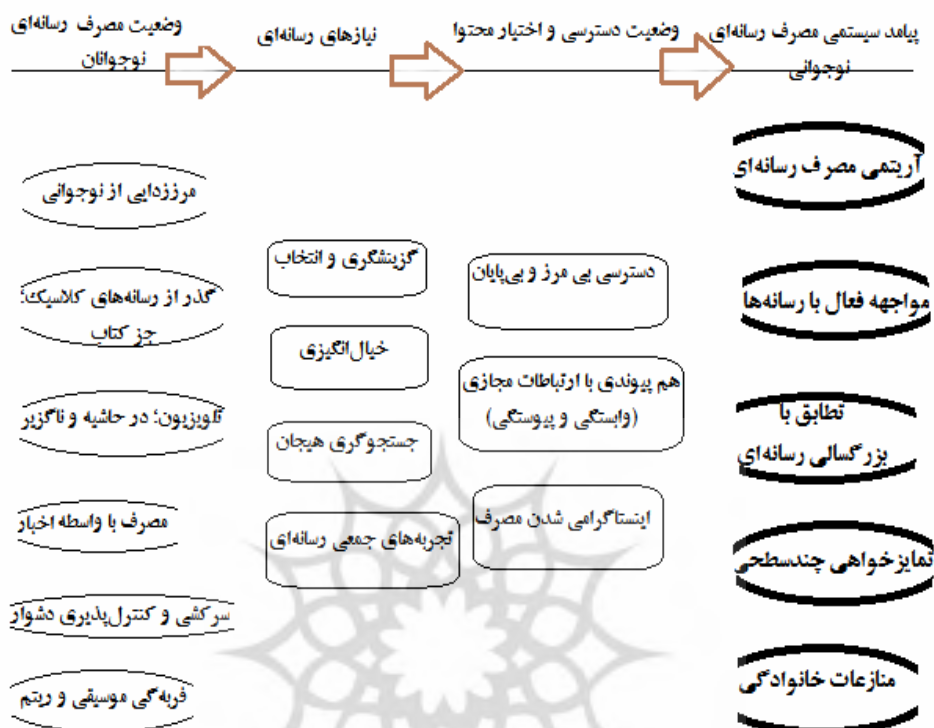 وضعیت مصرف رسانه‌ای
نوجوانان
نیازهای رسانه‌ای
وضعیت دسترسی و اختیار محتوا
پیامد سیستمی مصرف رسانه‌ای
نوجوانی
مرززدایی از نوجوانی
گذر از رسانه‌های کلاسیک؛
جز کتاب
تلویزیون؛ در حاشیه و ناگزیر
مصرف با واسطه اخبار
سرکشی و کنترل‌پذیری دشوار
فربه‌گی موسیقی و ریتم
گزینشگری و انتخاب
خیال‌انگیزی
جستجوگری هیجان
تجربه‌های جمعی رسانه‌ای
دسترسی بی مرز و بی‌پایان
هم پیوندی با ارتباطات مجازی
(وابستگی و پیوستگی)
اینستاگرامی شدن مصرف
آریتمی مصرف رسانه‌ای
مواجهه فعال با رسانه‌ها
تطابق با
بزرگسالی رسانه‌ای
تمایزخواهی چندسطحی
منازعات خانوادگی